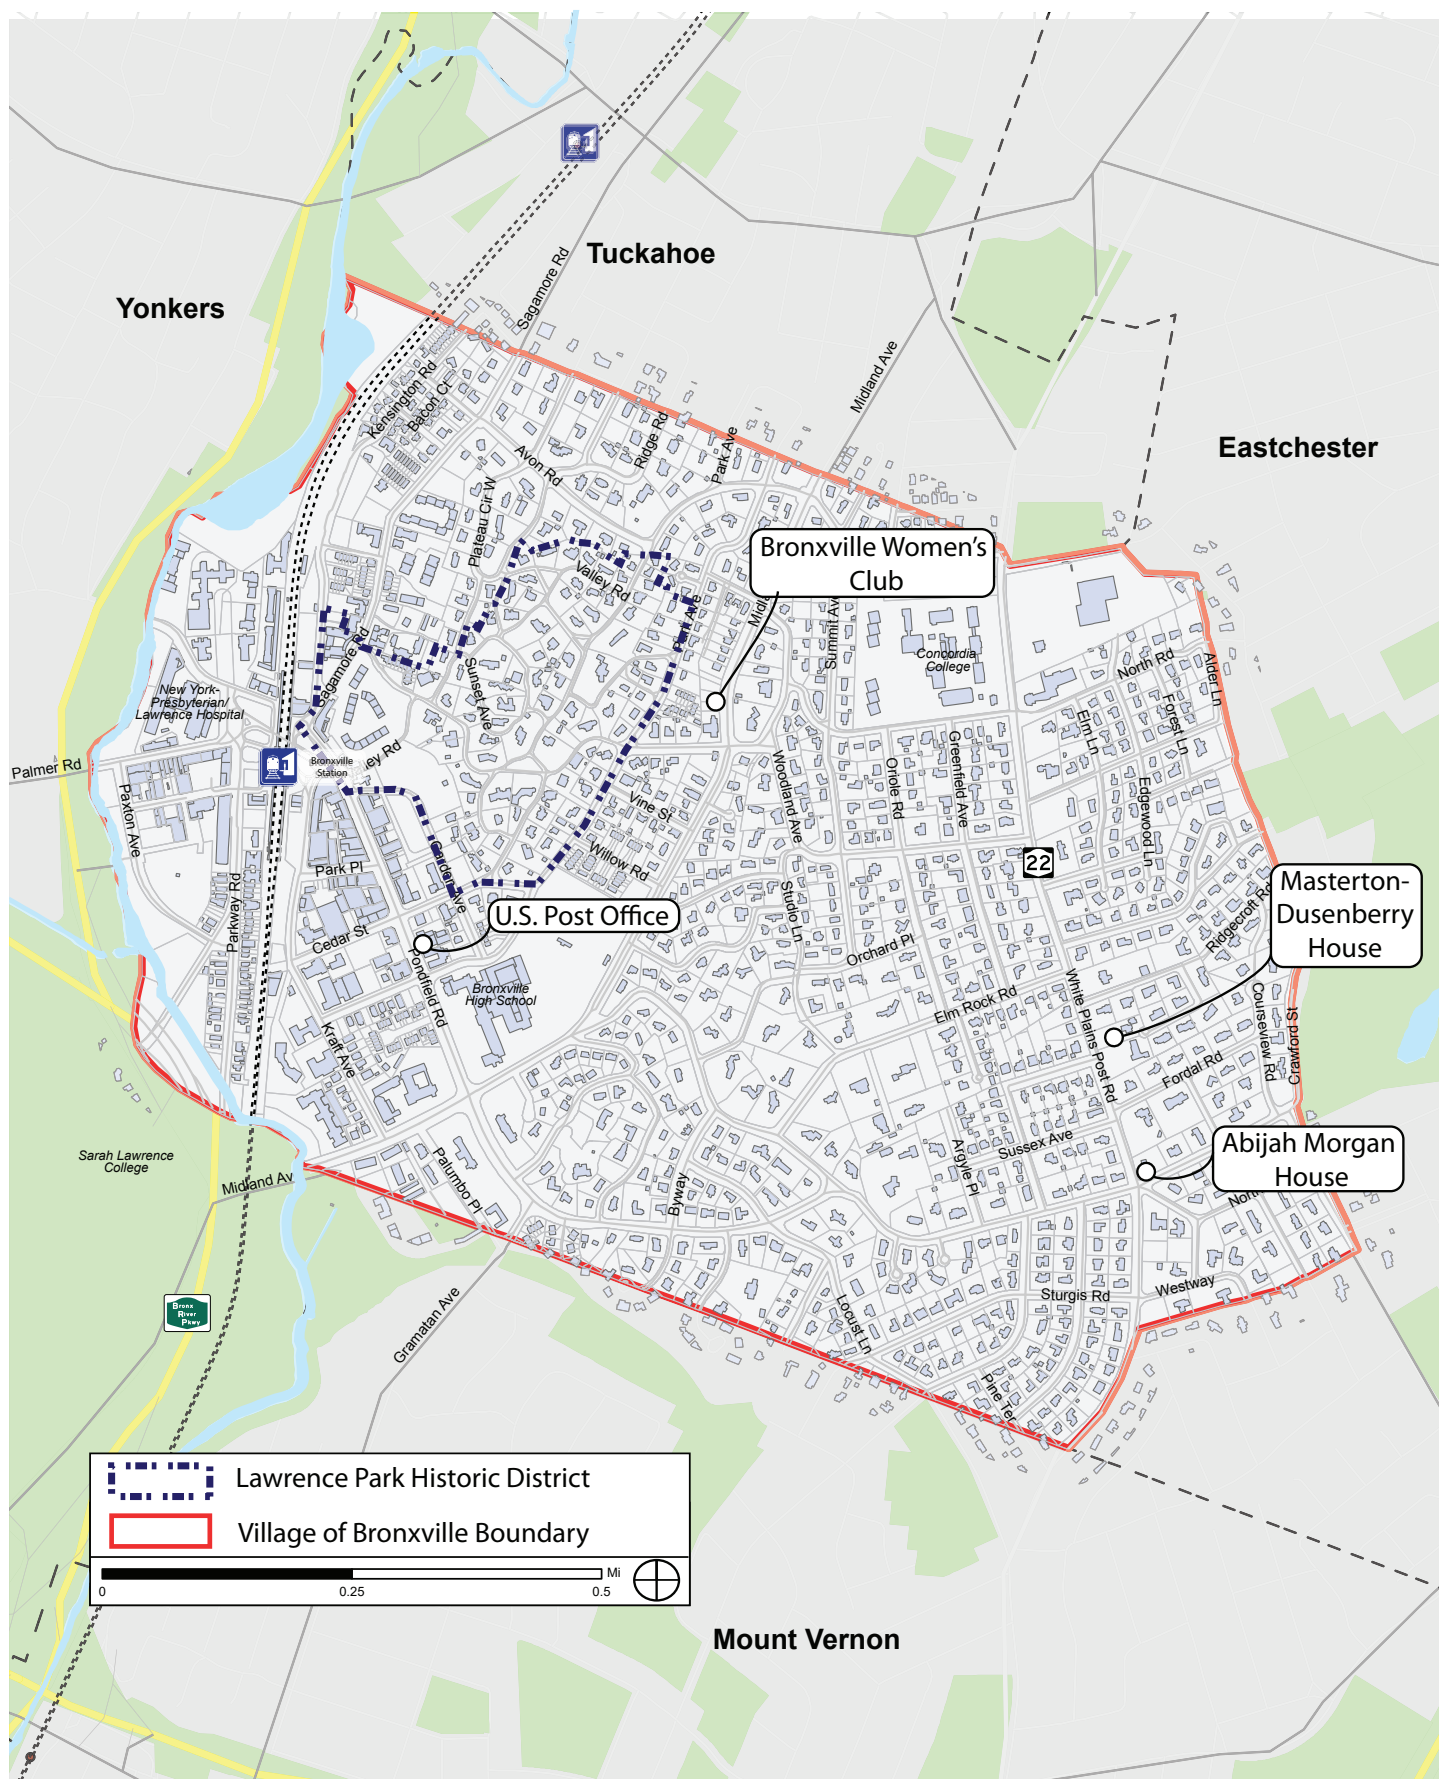 Tuckahoe
Yonkers
Sagamore Rd
Midland Ave
Kensington Rd
Bacon Ct
Ridge Rd
Park Ave
Avon Rd
Eastchester
Plateau Cir W
Bronxville Women's
Club
Valley Rd
Park Ave
Summit Ave
Concordia
College
North Rd
Alder Ln
Sagamore Rd
Sunset Ave
New York-
Presbyterian/
Lawrence Hospital
Elm Ln
Forest Ln
Palmer Rd
Bronxville
Station
Paxton Ave
Woodland Ave
Oriole Rd
Greenfield Ave
Edgewood Ln
Vine St
Willow Rd
Park Pl
Garden Ave
22
Masterton-
Dusenberry
House
U.S. Post Office
Studio Ln
Ridgecroft Rd
Parkway Rd
Cedar St
Orchard Pl
Pondfield Rd
Bronxville
High School
Elm Rock Rd
White Plains Post Rd
Courseview Rd
Crawford St
Kraft Ave
Fordal Rd
Sarah Lawrence
College
Sussex Ave
Argyle Pl
Abijah Morgan
House
Midland Av
Palumbo Pl
Byway
North
Westway
Sturgis Rd
Bronx
River
Pkwy
Gramatan Ave
Locust Ln
Pine Ter
Lawrence Park Historic District
Village of Bronxville Boundary
Mi
0 0.25 0.5
Mount Vernon